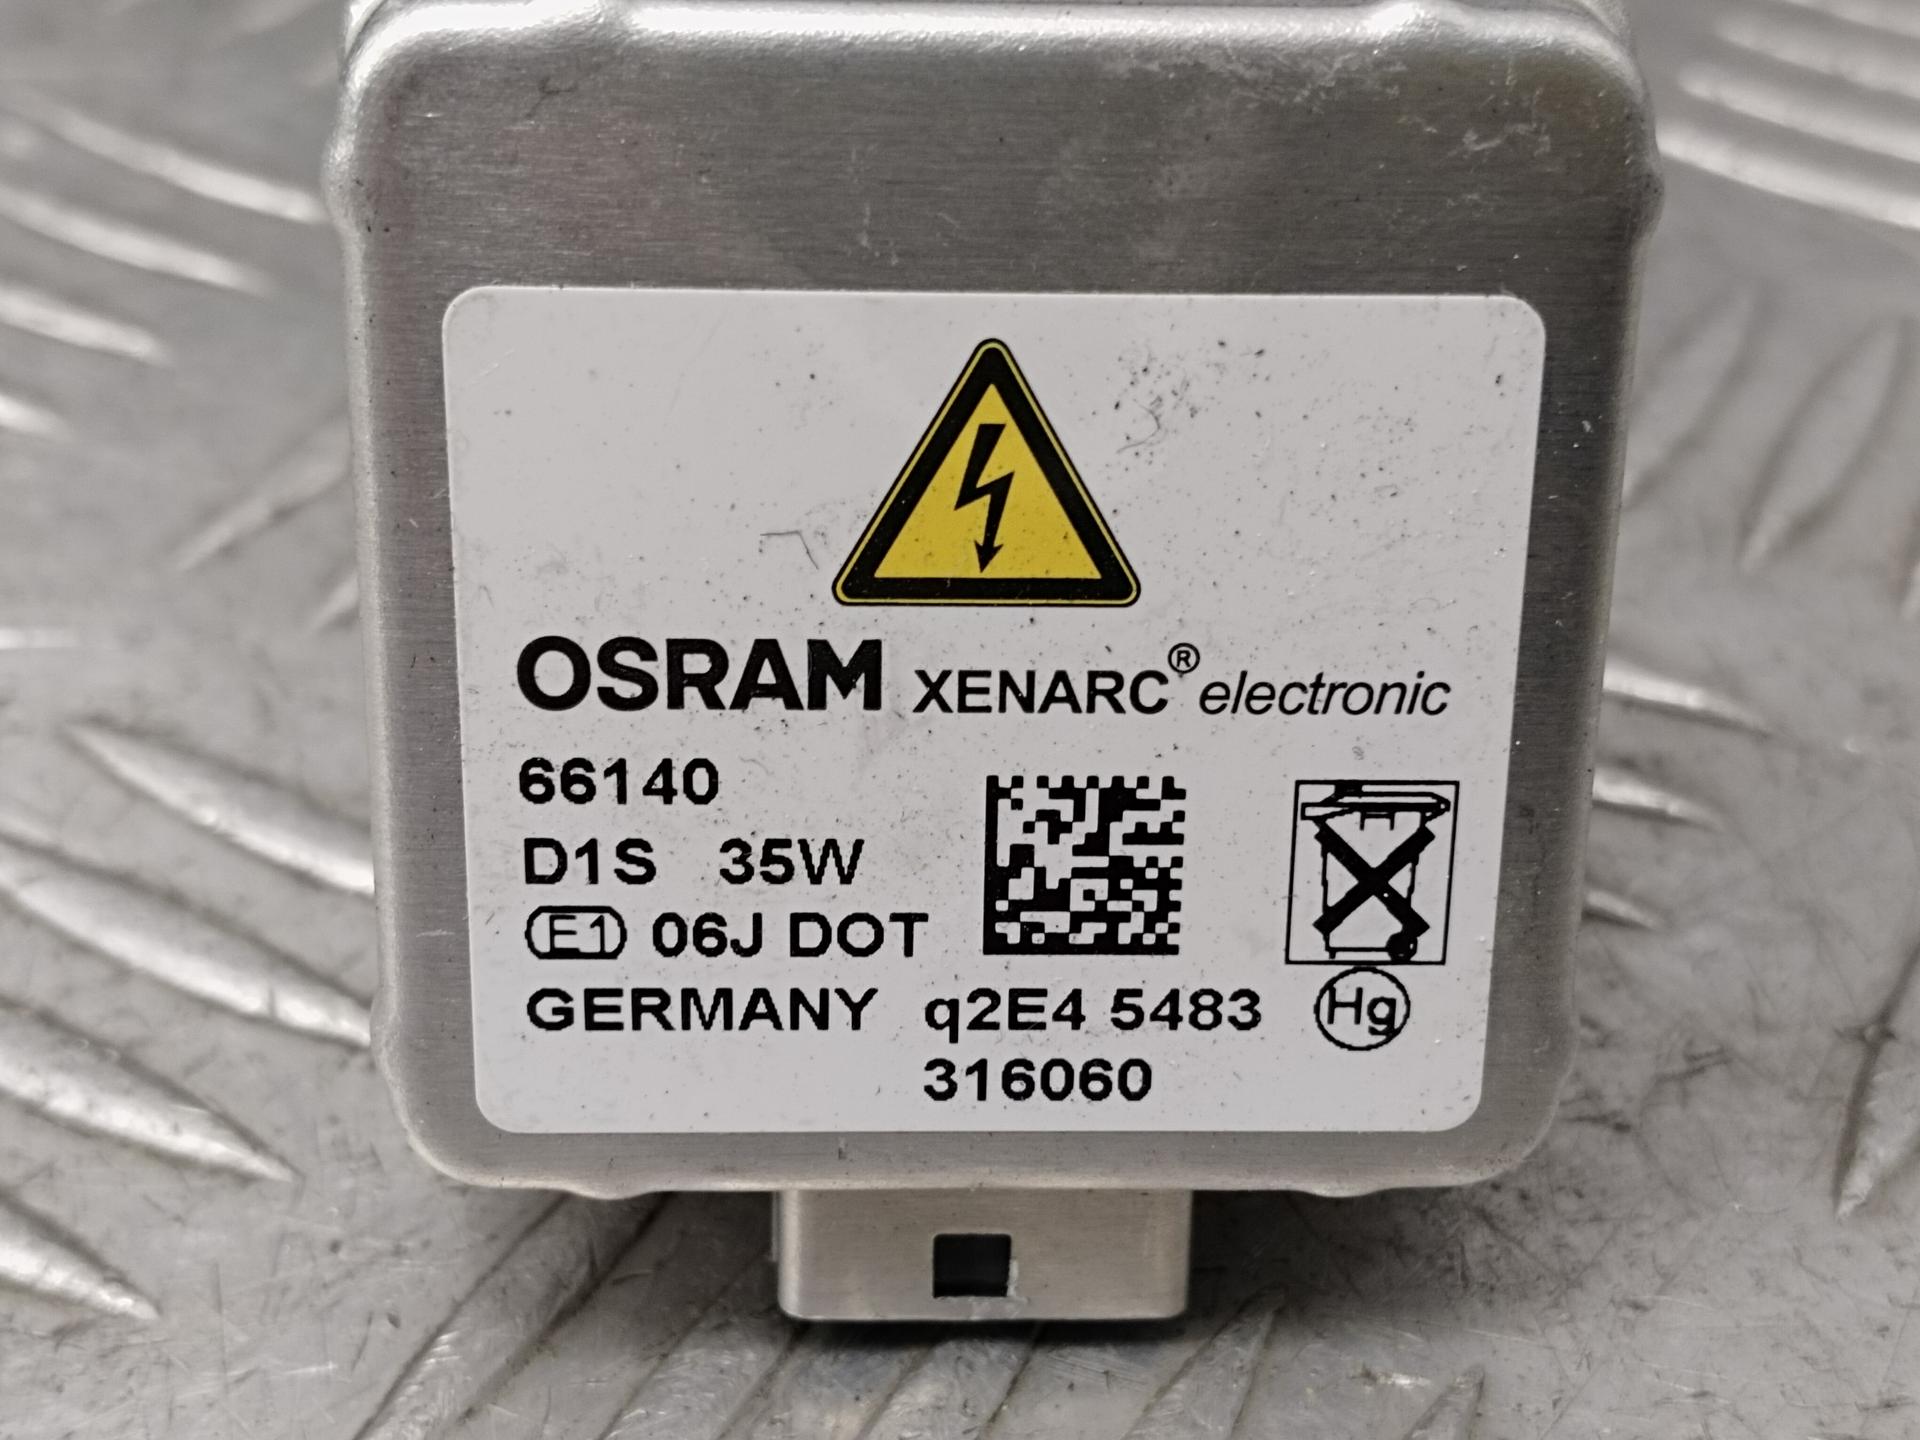 OSRAM XENARC® electronic
66140
D1S 35W
E1 06J DOT
GERMANY q2E4 5483
316060
Hg